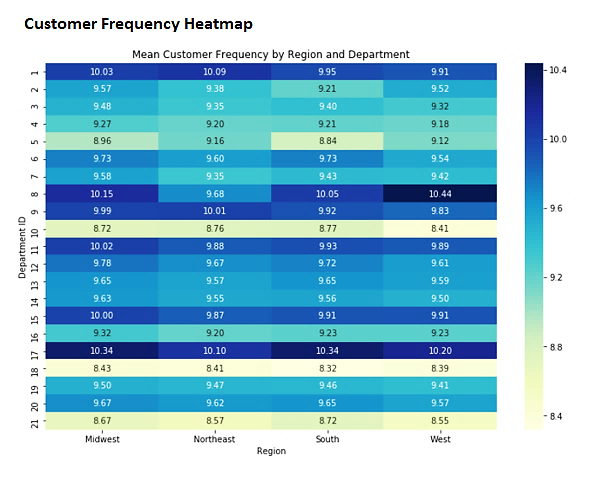 Customer Frequency Heatmap
Mean Customer Frequency by Region and Department
1 10.03 10.09 9.95 9.91
2 9.57 9.38 9.21 9.52
3 9.48 9.35 9.40 9.32
4 9.27 9.20 9.21 9.18
5 8.96 9.16 8.84 9.12
6 9.73 9.60 9.73 9.54
7 9.58 9.35 9.43 9.42
8 10.15 9.68 10.05 10.44
9 9.99 10.01 9.92 9.83
10 8.72 8.76 8.77 8.41
11 10.02 9.88 9.93 9.89
12 9.78 9.67 9.72 9.61
13 9.65 9.57 9.65 9.59
14 9.63 9.55 9.56 9.50
15 10.00 9.87 9.91 9.91
16 9.32 9.20 9.23 9.23
17 10.34 10.10 10.34 10.20
18 8.43 8.41 8.32 8.39
19 9.50 9.47 9.46 9.41
20 9.67 9.62 9.65 9.57
21 8.67 8.57 8.72 8.55
Department ID
Midwest Northeast South West
Region
10.4
10.0
9.6
9.2
8.8
8.4